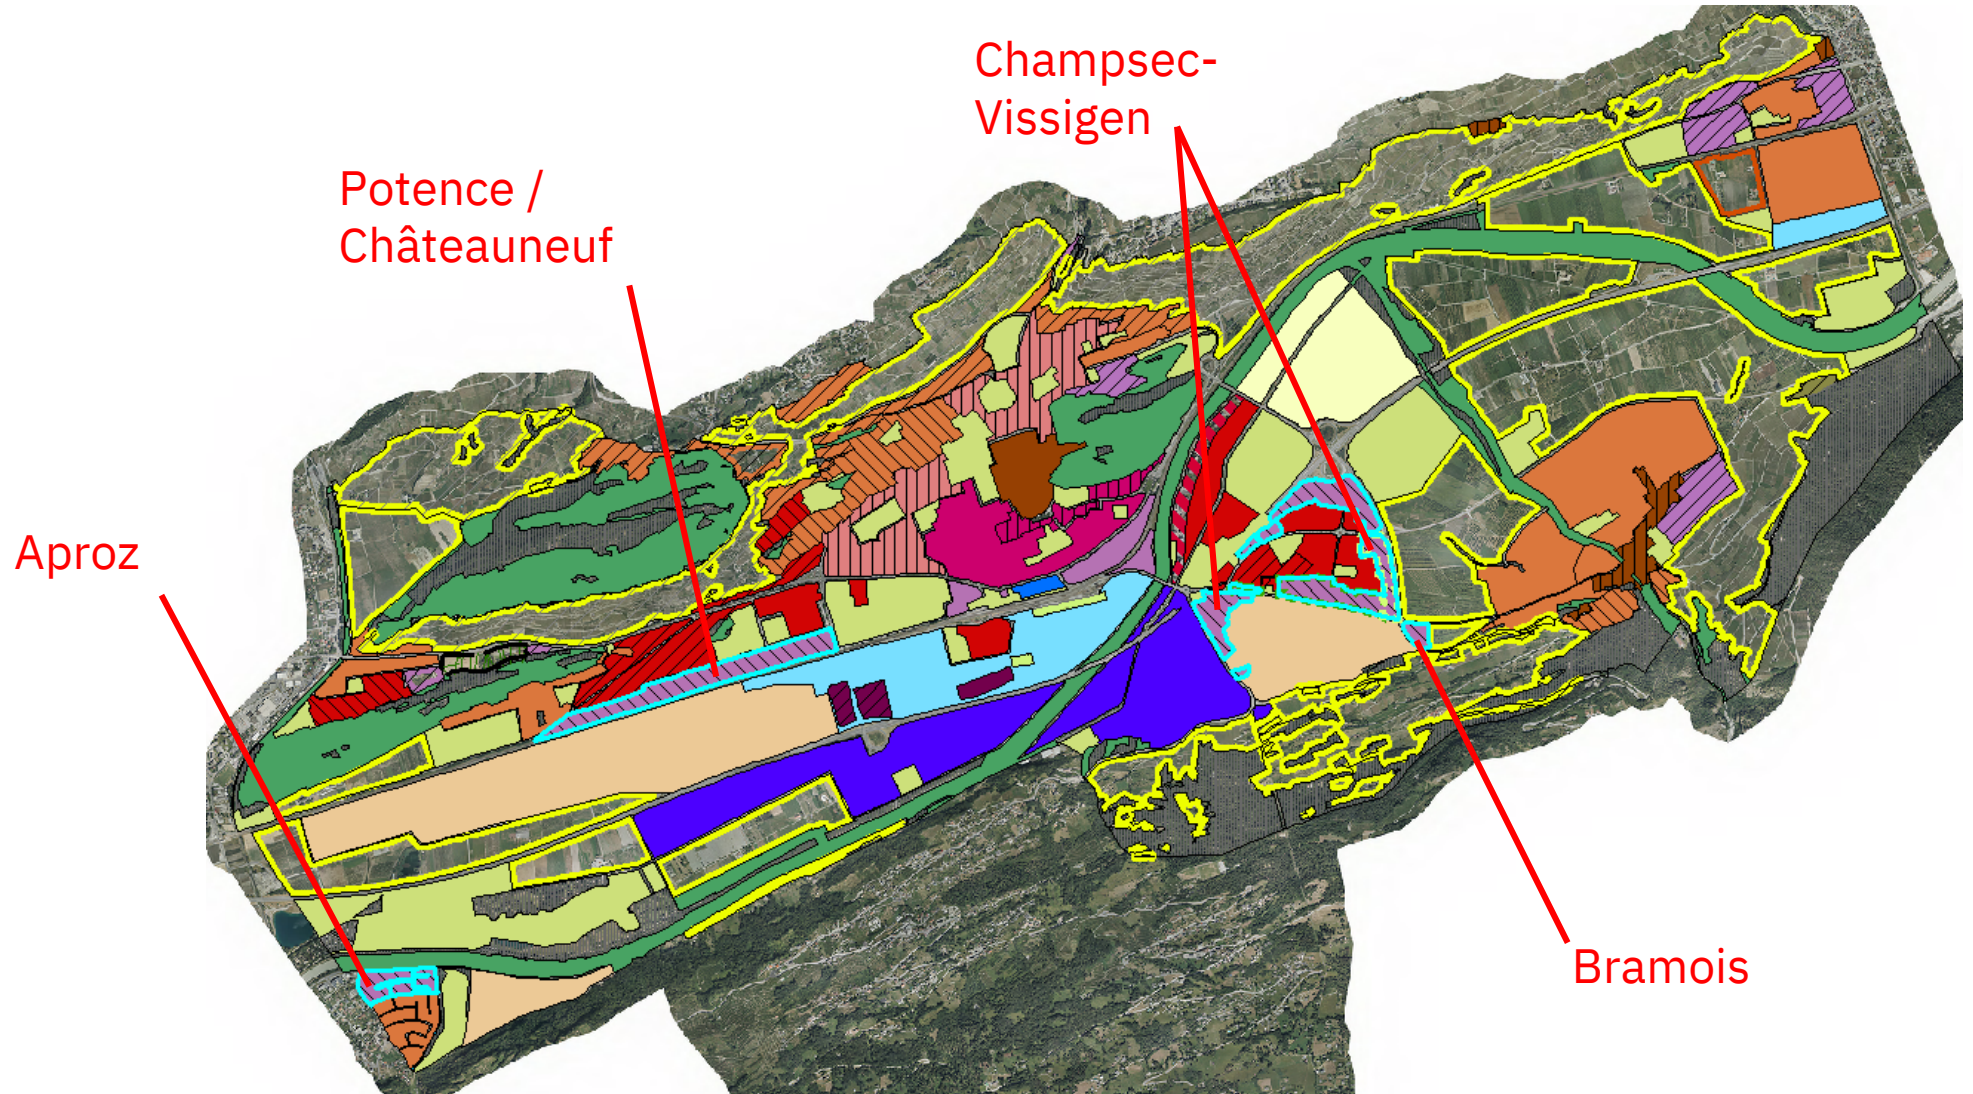 Champsec-
Vissigen
Potence /
Châteauneuf
Aproz
Bramois